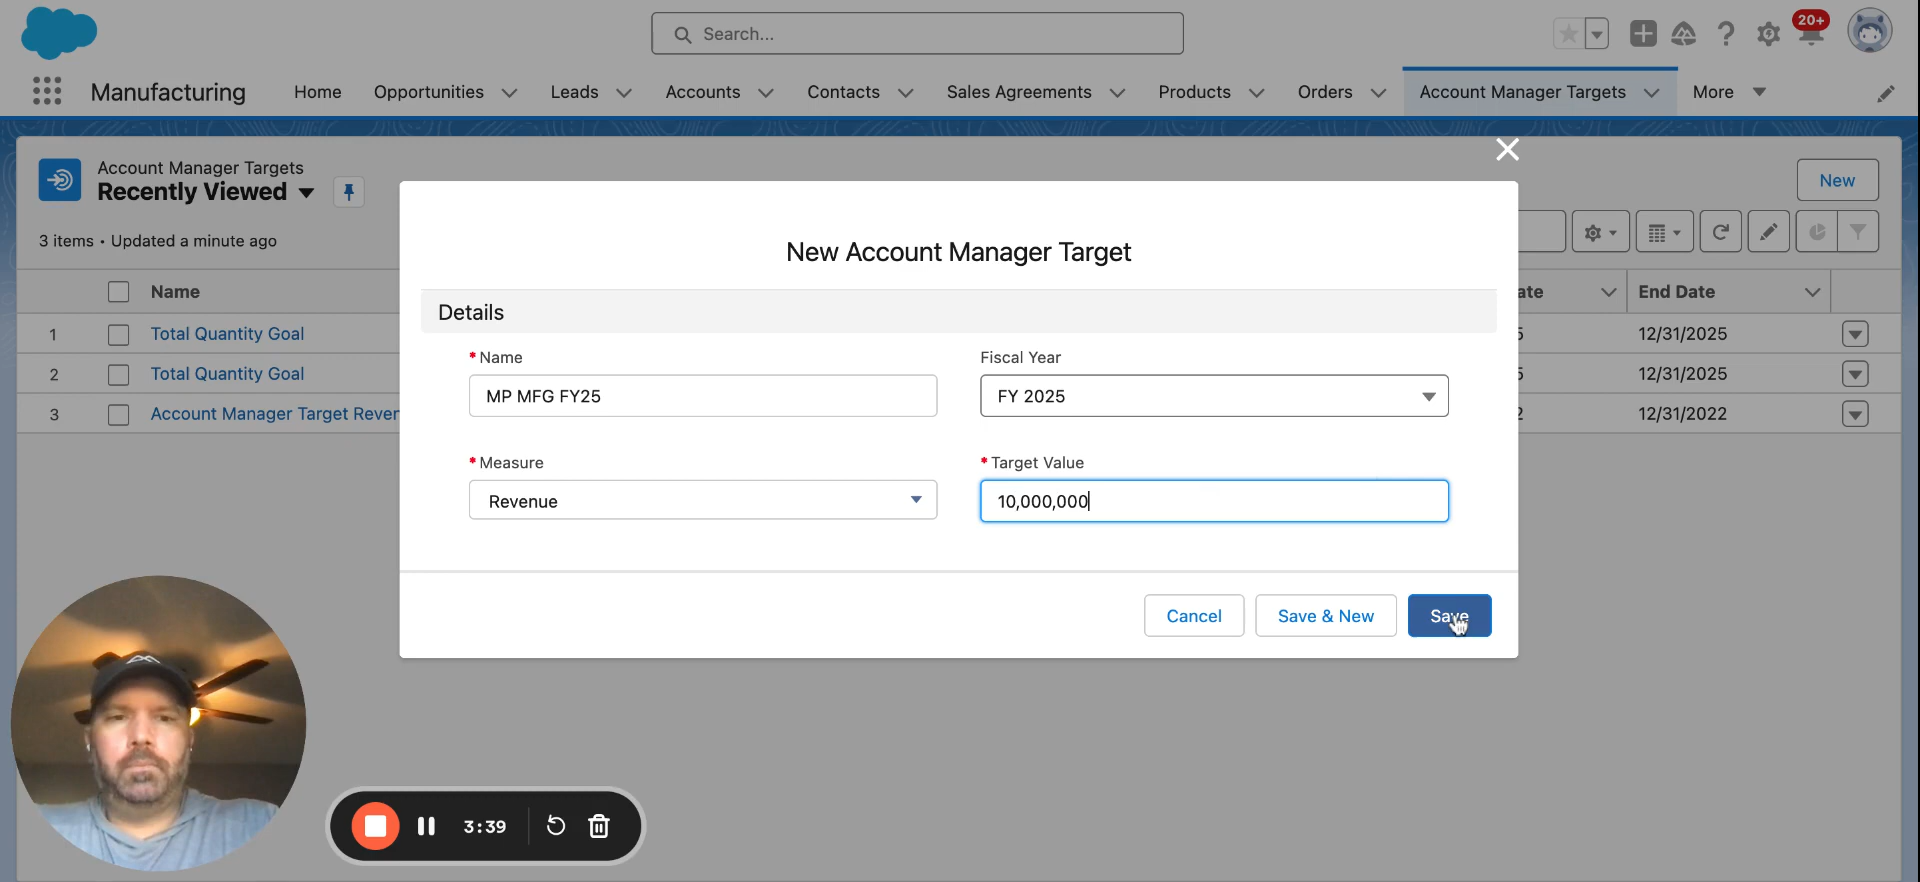 Search...
20+
Manufacturing
Home
Opportunities
Leads
Accounts
Contacts
Sales Agreements
Products
Orders
Account Manager Targets
More
Account Manager Targets
Recently Viewed
New
3 items • Updated a minute ago
Name
ate
End Date
1
Total Quantity Goal
5
12/31/2025
2
Total Quantity Goal
5
12/31/2025
3
Account Manager Target Reven
2
12/31/2022
New Account Manager Target
Details
* Name
Fiscal Year
MP MFG FY25
FY 2025
* Measure
* Target Value
Revenue
10,000,000
Cancel
Save & New
Save
3:39